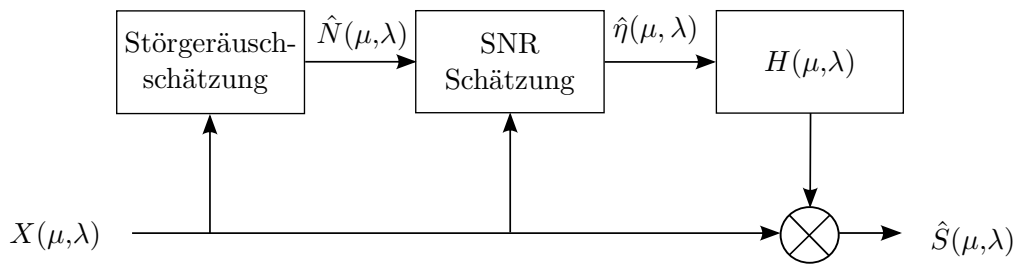 Störgeräusch-
schätzung
N̂(μ,λ)
SNR
Schätzung
η̂(μ, λ)
H(μ,λ)
X(μ,λ)
Ŝ(μ,λ)